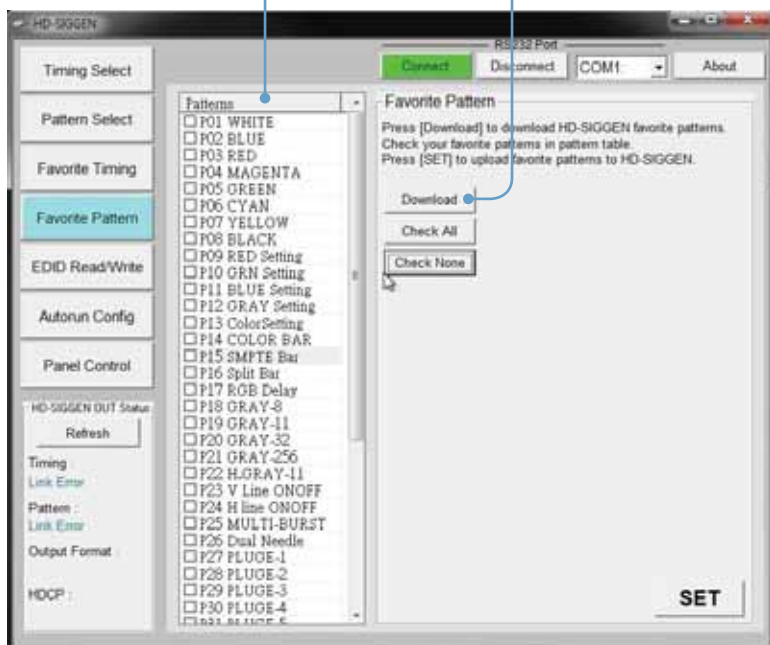 HD-SIGGEN
RS232 Port
Connect
Disconnect
COM1
About
Timing Select
Pattern Select
Favorite Timing
Favorite Pattern
EDID Read/Write
Autorun Config
Panel Control
HD-SIGGEN OUT Status
Refresh
Timing :
Link Error
Pattern :
Link Error
Output Format :
HDCP :
Patterns
P01 WHITE
P02 BLUE
P03 RED
P04 MAGENTA
P05 GREEN
P06 CYAN
P07 YELLOW
P08 BLACK
P09 RED Setting
P10 GRN Setting
P11 BLUE Setting
P12 GRAY Setting
P13 ColorSetting
P14 COLOR BAR
P15 SMPTE Bar
P16 Split Bar
P17 RGB Delay
P18 GRAY-8
P19 GRAY-11
P20 GRAY-32
P21 GRAY-256
P22 H.GRAY-11
P23 V Line ONOFF
P24 H line ONOFF
P25 MULTI-BURST
P26 Dual Needle
P27 PLUGE-1
P28 PLUGE-2
P29 PLUGE-3
P30 PLUGE-4
P31 PLUGE-5
Favorite Pattern
Press [Download] to download HD-SIGGEN favorite patterns.
Check your favorite patterns in pattern table.
Press [SET] to upload favorite patterns to HD-SIGGEN.
Download
Check All
Check None
SET